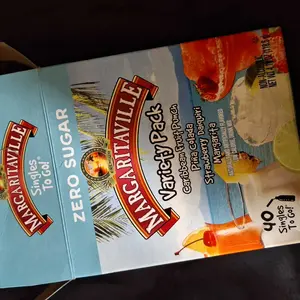 ZERO SUGAR
MARGARITAVILLE
Variety Pack
Caribbean Fruit Punch
Piña Colada
Strawberry Daiquiri
Margarita
40
Singles
To Go!
MARGARITAVILLE
Singles
To Go!